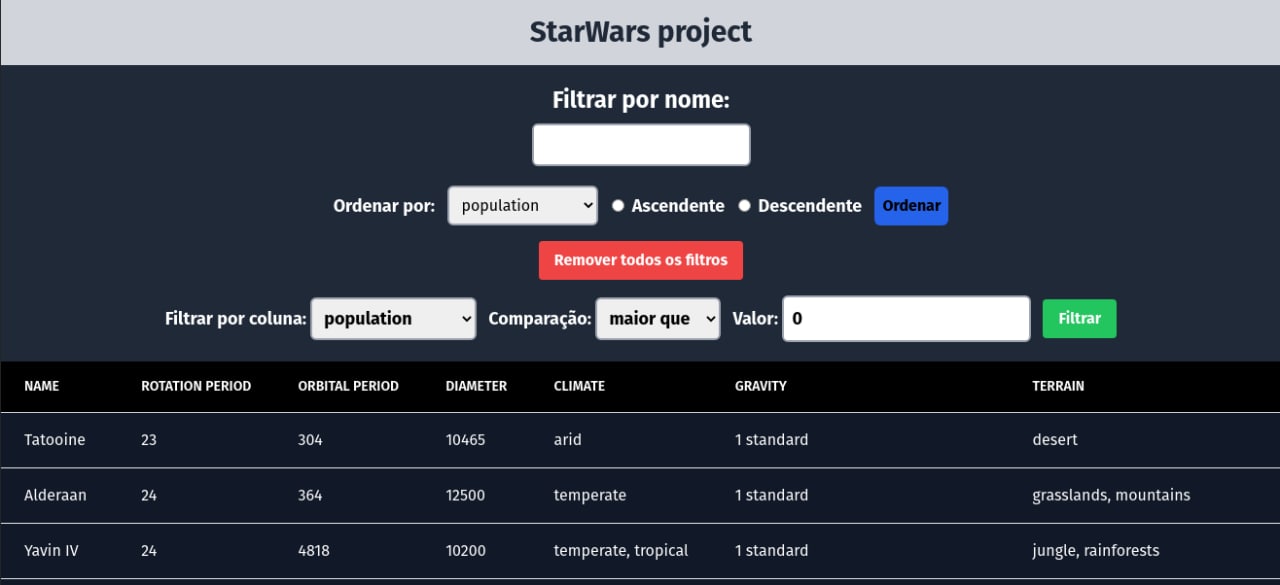 StarWars project
Filtrar por nome:
Ordenar por: population Ascendente Descendente Ordenar
Remover todos os filtros
Filtrar por coluna: population Comparação: maior que Valor: 0 Filtrar
NAME ROTATION PERIOD ORBITAL PERIOD DIAMETER CLIMATE GRAVITY TERRAIN
Tatooine 23 304 10465 arid 1 standard desert
Alderaan 24 364 12500 temperate 1 standard grasslands, mountains
Yavin IV 24 4818 10200 temperate, tropical 1 standard jungle, rainforests